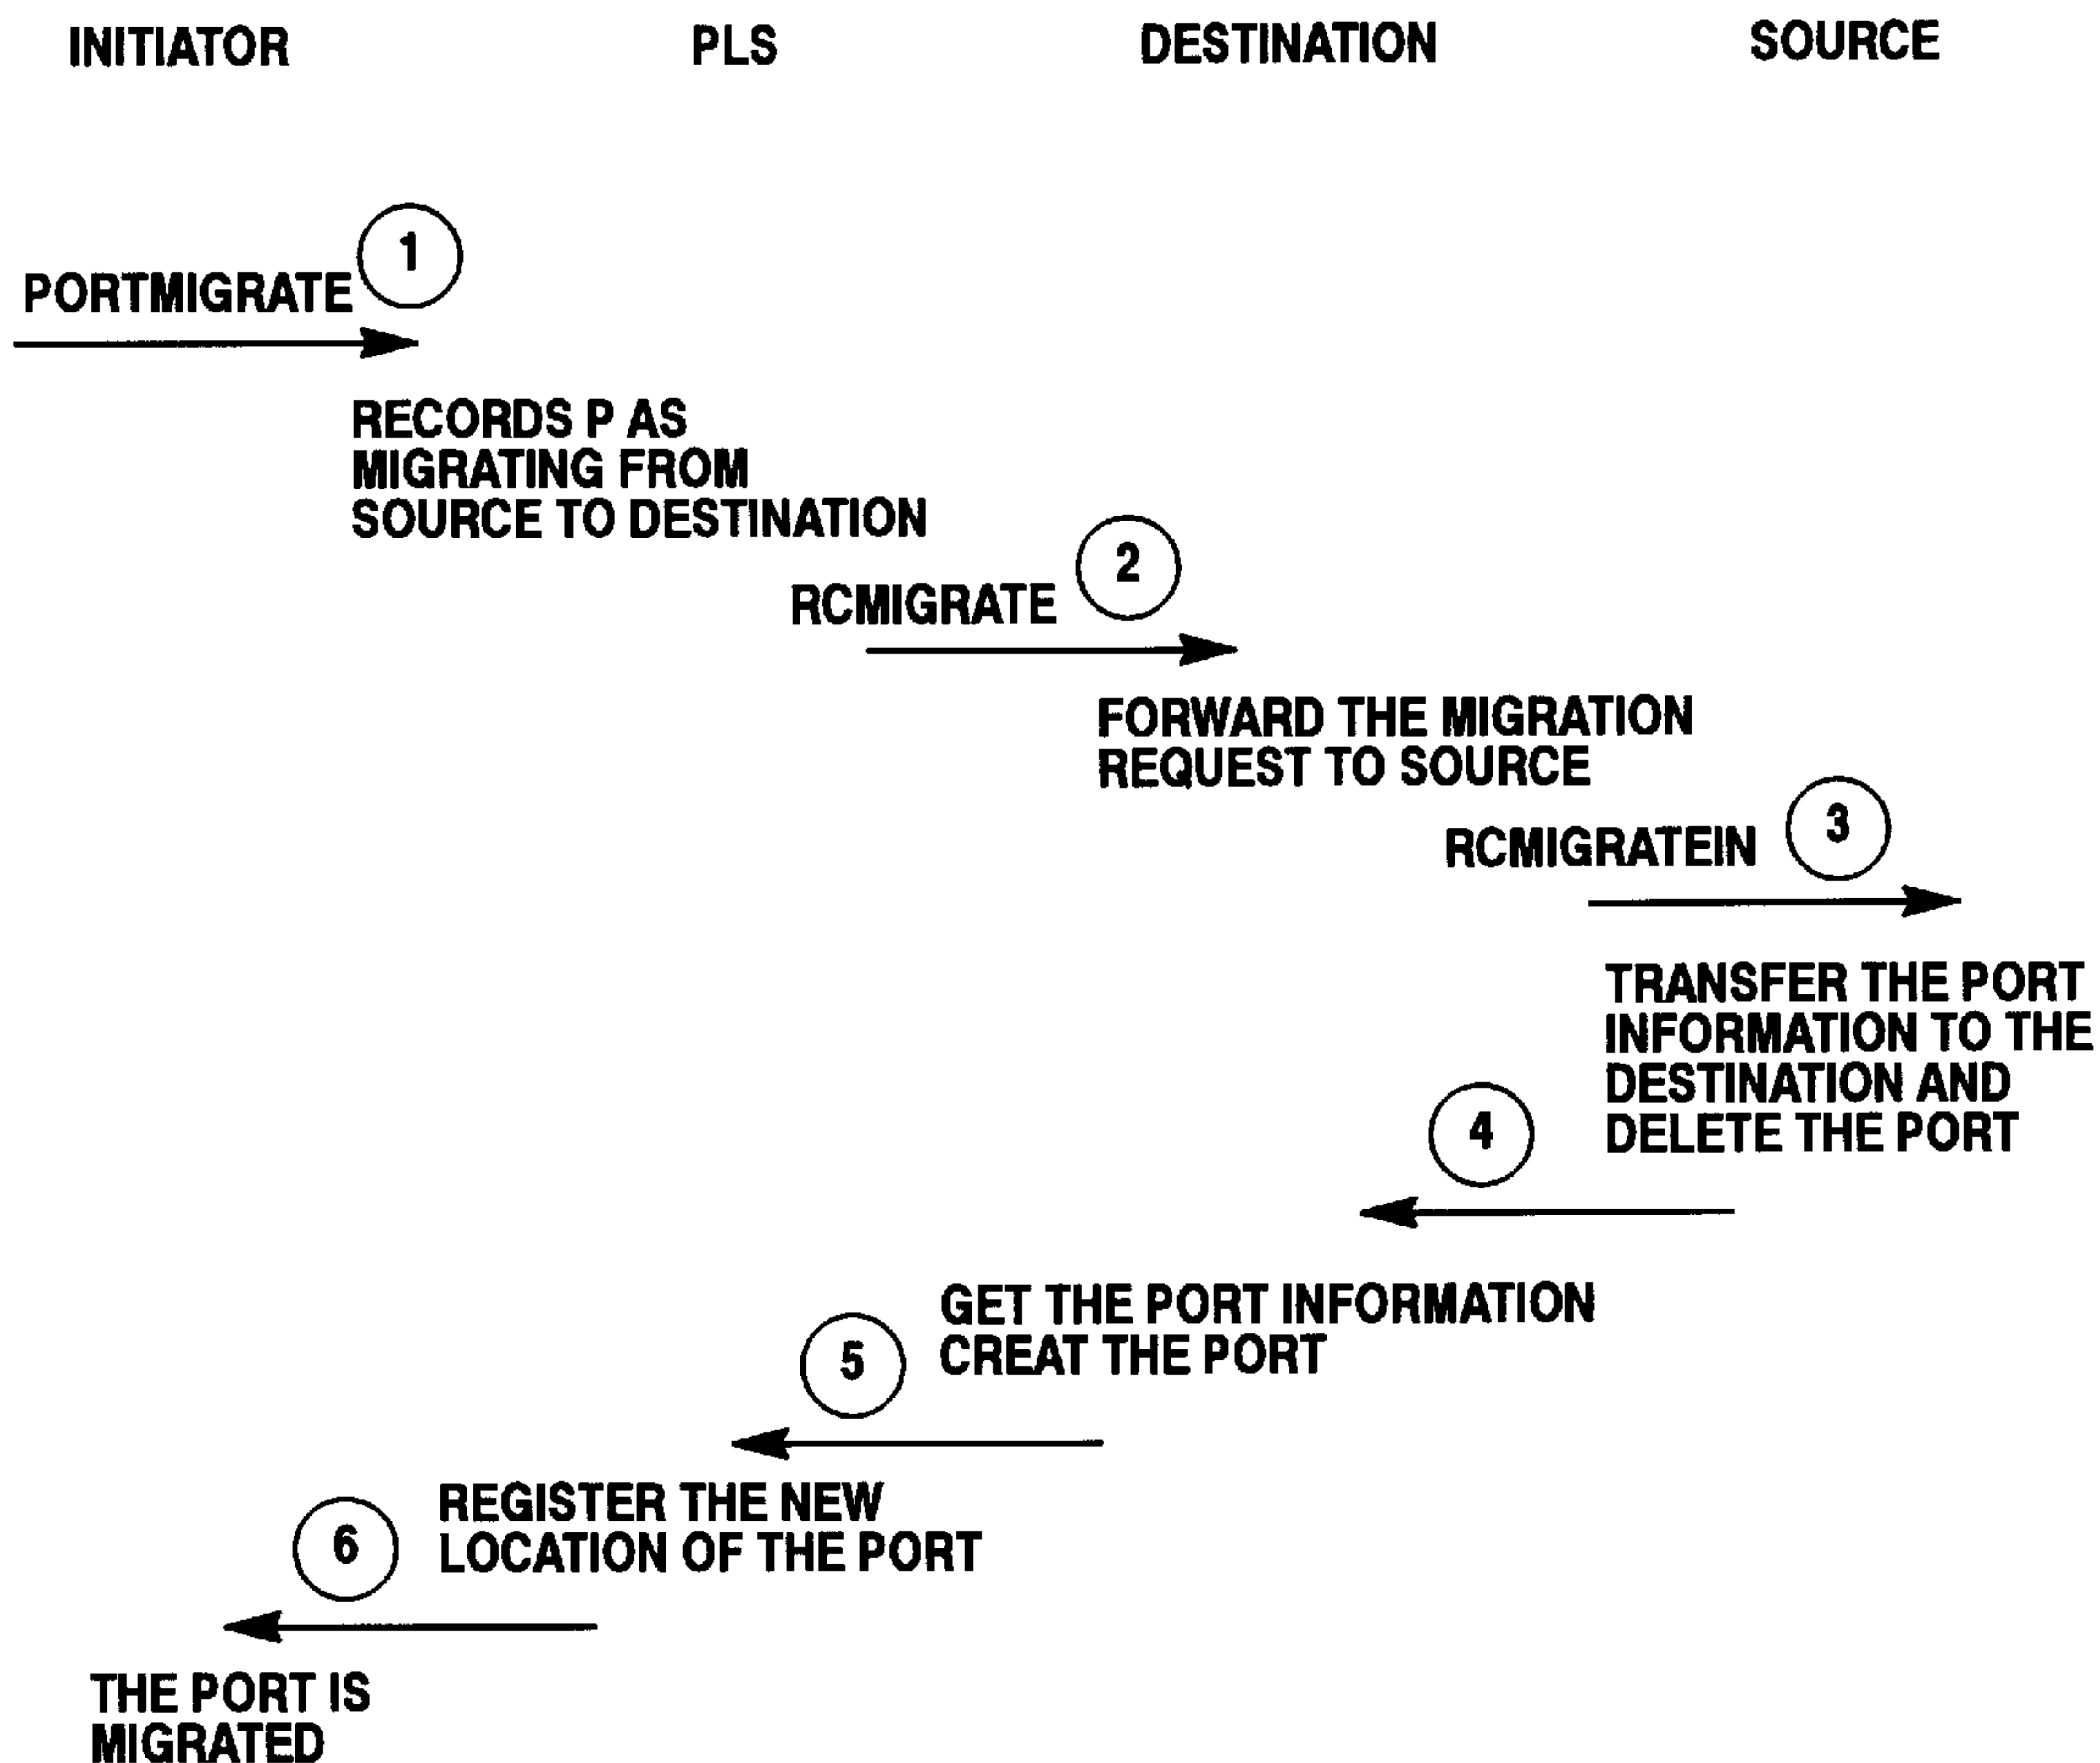 INITIATOR PLS DESTINATION SOURCE
1
PORTMIGRATE
RECORDS P AS
MIGRATING FROM
SOURCE TO DESTINATION
2
RCMIGRATE
FORWARD THE MIGRATION
REQUEST TO SOURCE
3
RCMIGRATEIN
TRANSFER THE PORT
INFORMATION TO THE
DESTINATION AND
DELETE THE PORT
4
GET THE PORT INFORMATION
CREAT THE PORT
5
REGISTER THE NEW
LOCATION OF THE PORT
6
THE PORT IS
MIGRATED